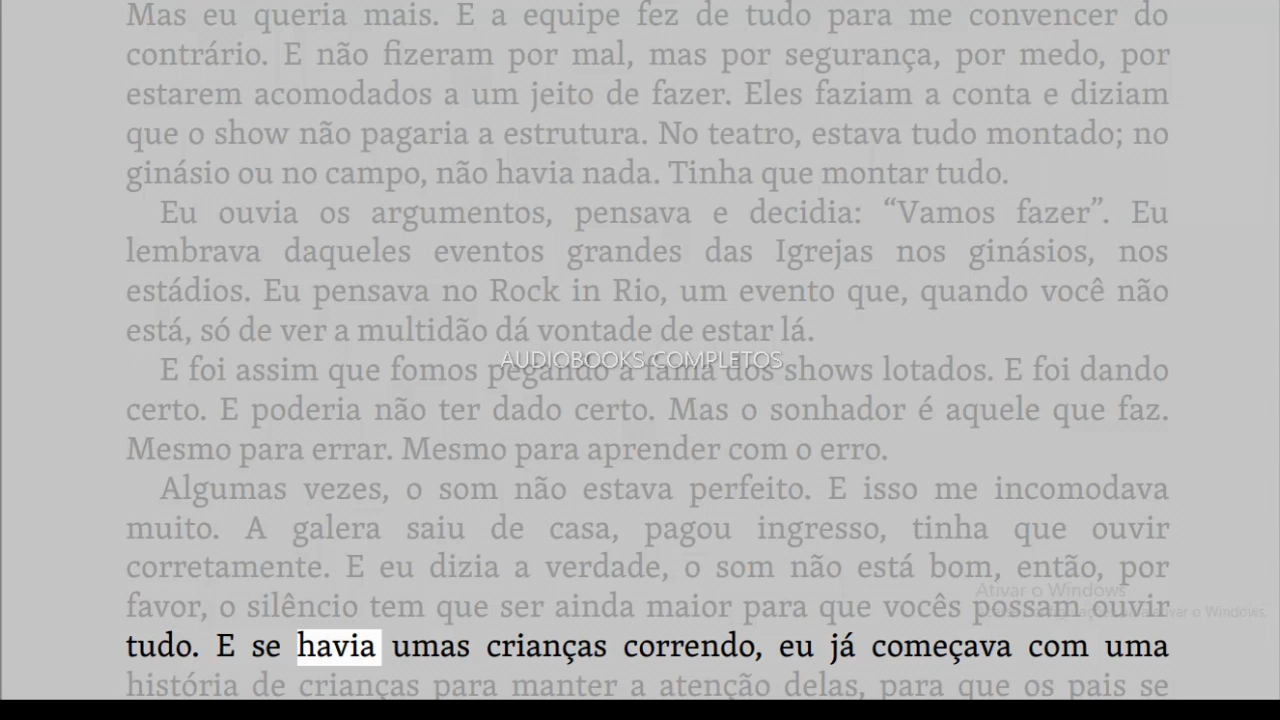 Mas eu queria mais. E a equipe fez de tudo para me convencer do
contrário. E não fizeram por mal, mas por segurança, por medo, por
estarem acomodados a um jeito de fazer. Eles faziam a conta e diziam
que o show não pagaria a estrutura. No teatro, estava tudo montado; no
ginásio ou no campo, não havia nada. Tinha que montar tudo.
Eu ouvia os argumentos, pensava e decidia: “Vamos fazer”. Eu
lembrava daqueles eventos grandes das Igrejas nos ginásios, nos
estádios. Eu pensava no Rock in Rio, um evento que, quando você não
está, só de ver a multidão dá vontade de estar lá.
AUDIOBOOKS COMPLETOS
E foi assim que fomos pegando a fama dos shows lotados. E foi dando
certo. E poderia não ter dado certo. Mas o sonhador é aquele que faz.
Mesmo para errar. Mesmo para aprender com o erro.
Algumas vezes, o som não estava perfeito. E isso me incomodava
muito. A galera saiu de casa, pagou ingresso, tinha que ouvir
corretamente. E eu dizia a verdade, o som não está bom, então, por
Ativar o Windows
favor, o silêncio tem que ser ainda maior para que vocês possam ouvir
o Windows.
tudo. E se havia umas crianças correndo, eu já começava com uma
história de crianças para manter a atenção delas, para que os pais se